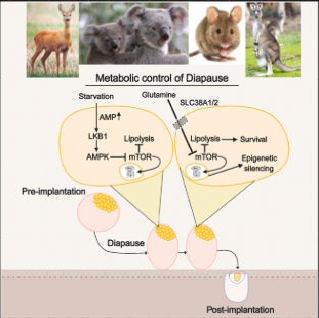 Metabolic control of Diapause
Starvation
Glutamine
SLC38A1/2
AMP
LKB1
Lipolysis
AMPK
mTOR
Lipolysis
Survival
mTOR
Epigenetic
silencing
Pre-implantation
Diapause
Post-implantation